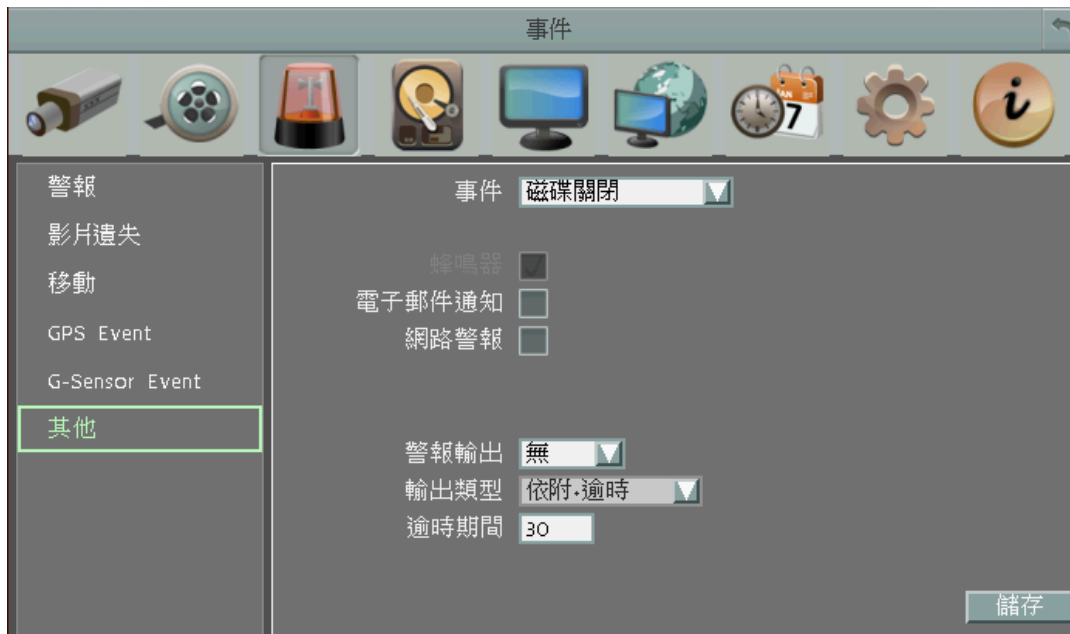 事件
JAN
7
警報
影片遺失
移動
GPS Event
G-Sensor Event
其他
事件 磁碟關閉
蜂鳴器
電子郵件通知
網路警報
警報輸出 無
輸出類型 依附.逾時
逾時期間 30
儲存